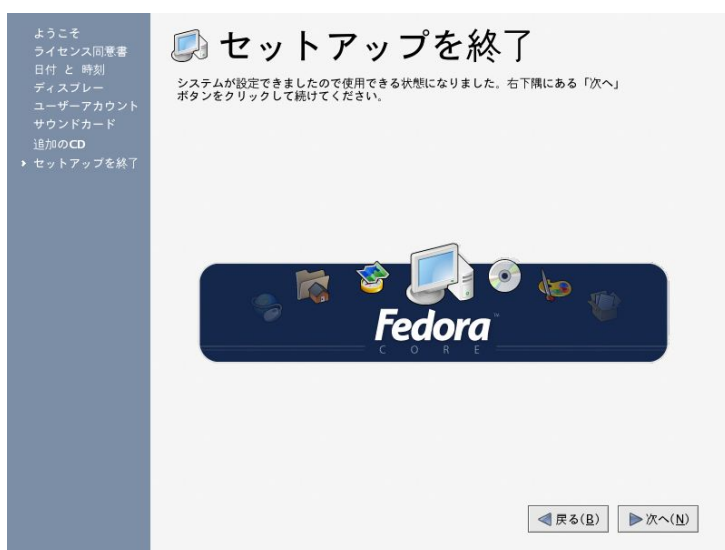 ようこそ
ライセンス同意書
日付 と 時刻
ディスプレー
ユーザーアカウント
サウンドカード
追加のCD
セットアップを終了
セットアップを終了
システムが設定できましたので使用できる状態になりました。右下隅にある「次へ」
ボタンをクリックして続けてください。
Fedora™
CORE
戻る(B)
次へ(N)